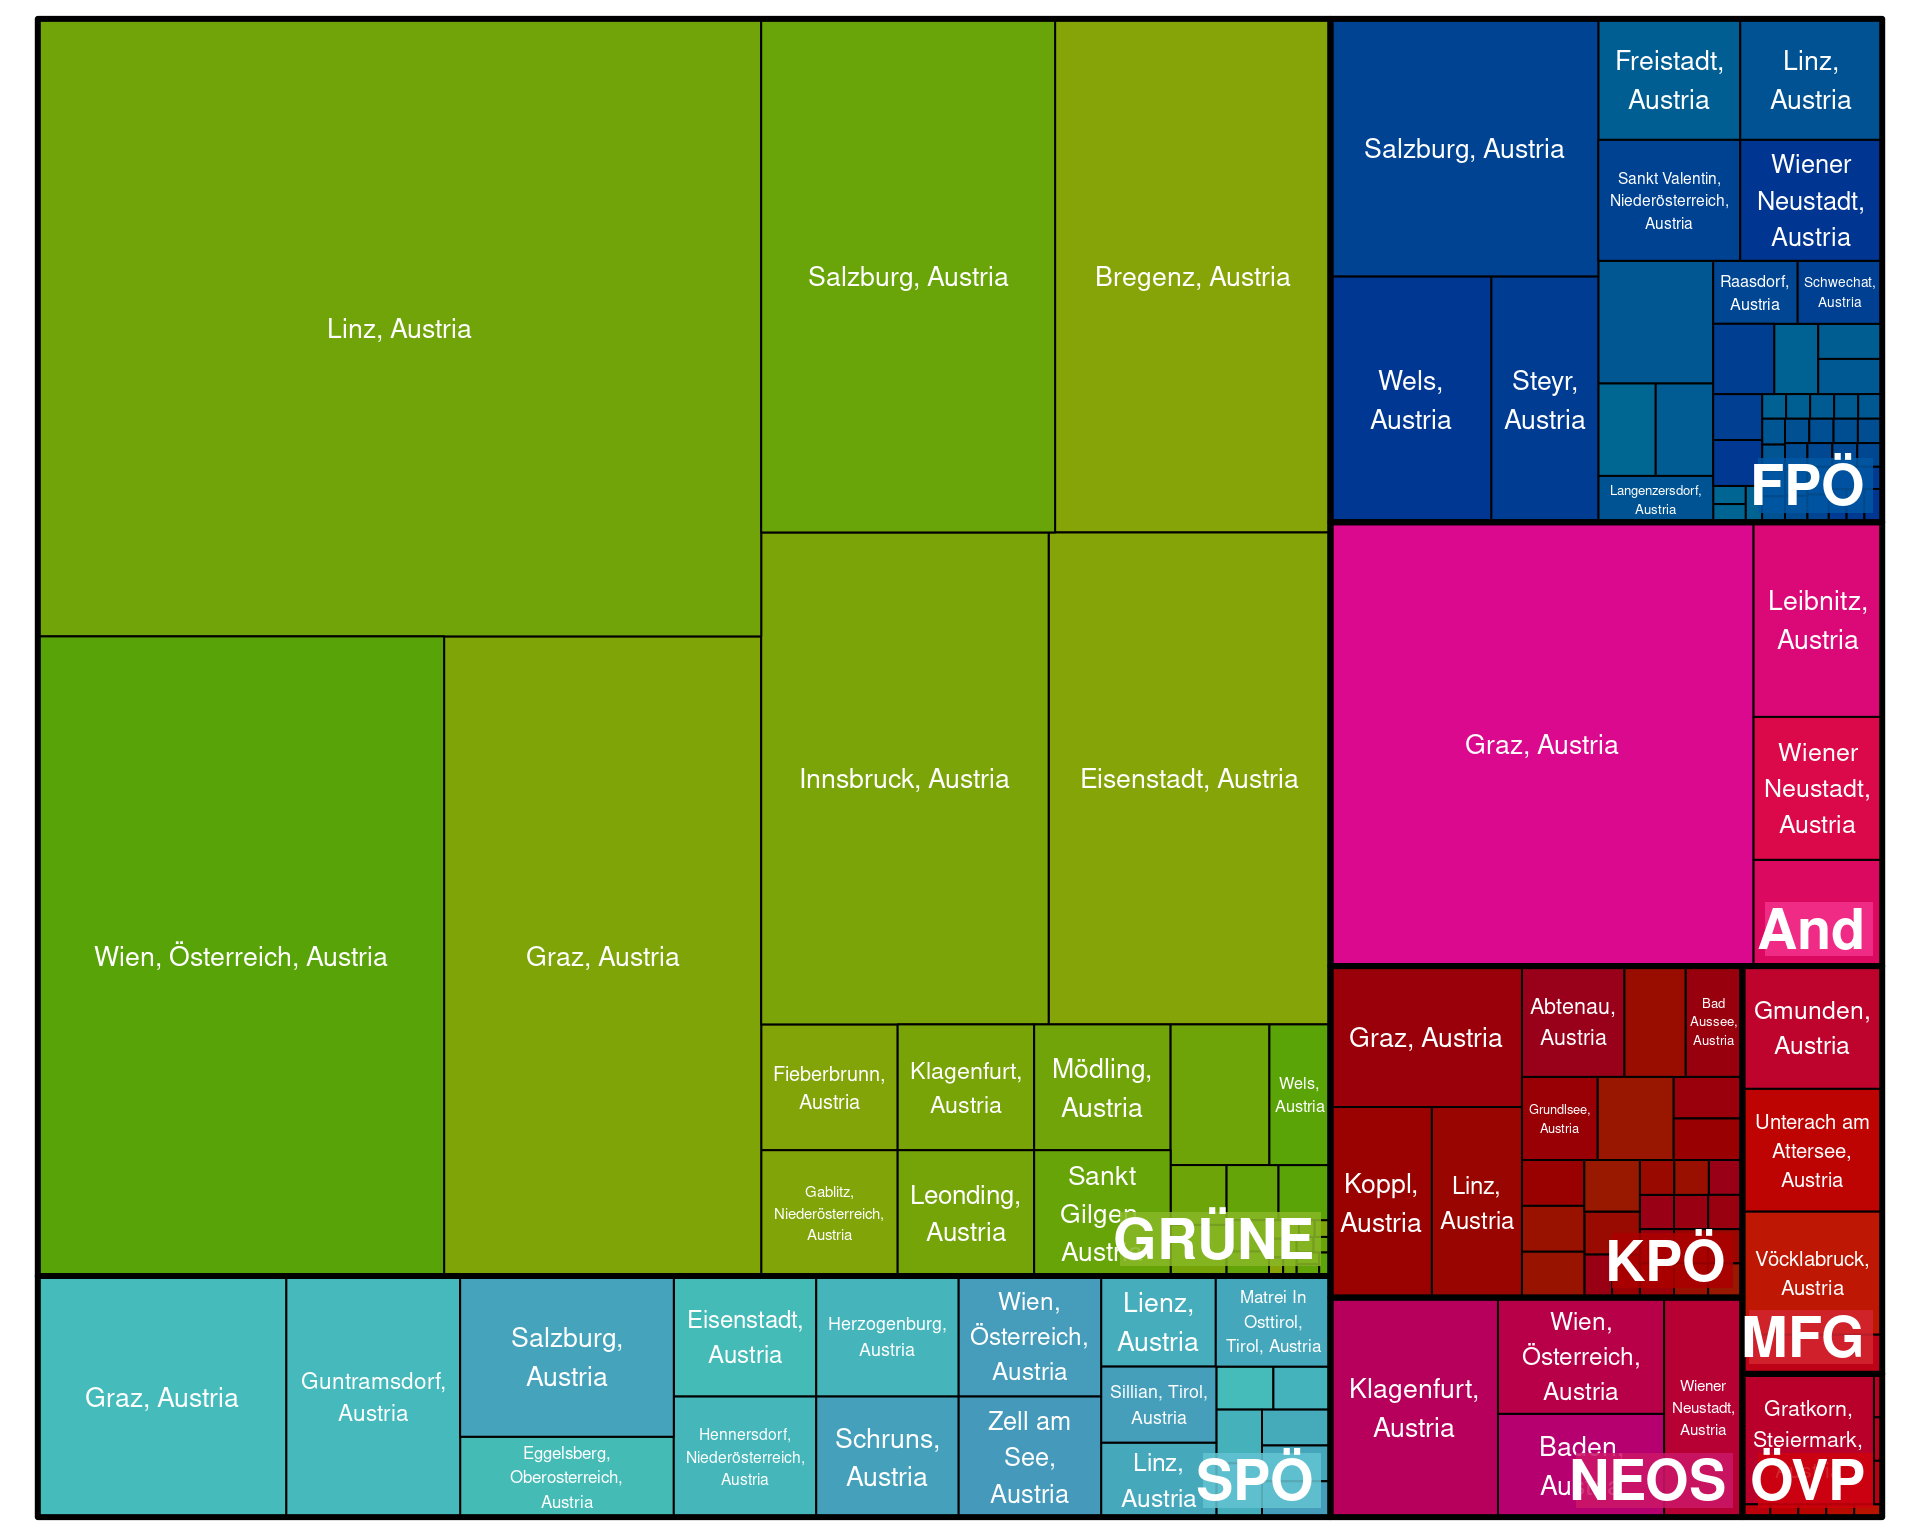 Linz, Austria
Salzburg, Austria
Bregenz, Austria
Wien, Österreich, Austria
Graz, Austria
Innsbruck, Austria
Eisenstadt, Austria
Fieberbrunn,
Austria
Klagenfurt,
Austria
Mödling,
Austria
Wels,
Austria
Gablitz,
Niederösterreich,
Austria
Leonding,
Austria
Sankt
Gilgen
GRÜNE
Salzburg, Austria
Freistadt,
Austria
Linz,
Austria
Sankt Valentin,
Niederösterreich,
Austria
Wiener
Neustadt,
Austria
Wels,
Austria
Steyr,
Austria
Raasdorf,
Austria
Schwechat,
Austria
Langenzersdorf,
Austria
FPÖ
Graz, Austria
Leibnitz,
Austria
Wiener
Neustadt,
Austria
And
Graz, Austria
Abtenau,
Austria
Bad
Aussee,
Austria
Grundlsee,
Austria
Koppl,
Austria
Linz,
Austria
KPÖ
Gmunden,
Austria
Unterach am
Attersee,
Austria
Vöcklabruck,
Austria
MFG
Graz, Austria
Guntramsdorf,
Austria
Salzburg,
Austria
Eggelsberg,
Oberosterreich,
Austria
Eisenstadt,
Austria
Hennersdorf,
Niederösterreich,
Austria
Herzogenburg,
Austria
Schruns,
Austria
Wien,
Österreich,
Austria
Zell am
See,
Austria
Lienz,
Austria
Sillian, Tirol,
Austria
Linz,
Austria
Matrei In
Osttirol,
Tirol, Austria
SPÖ
Klagenfurt,
Austria
Wien,
Österreich,
Austria
Baden,
Wiener
Neustadt,
Austria
NEOS
Gratkorn,
Steiermark,
ÖVP